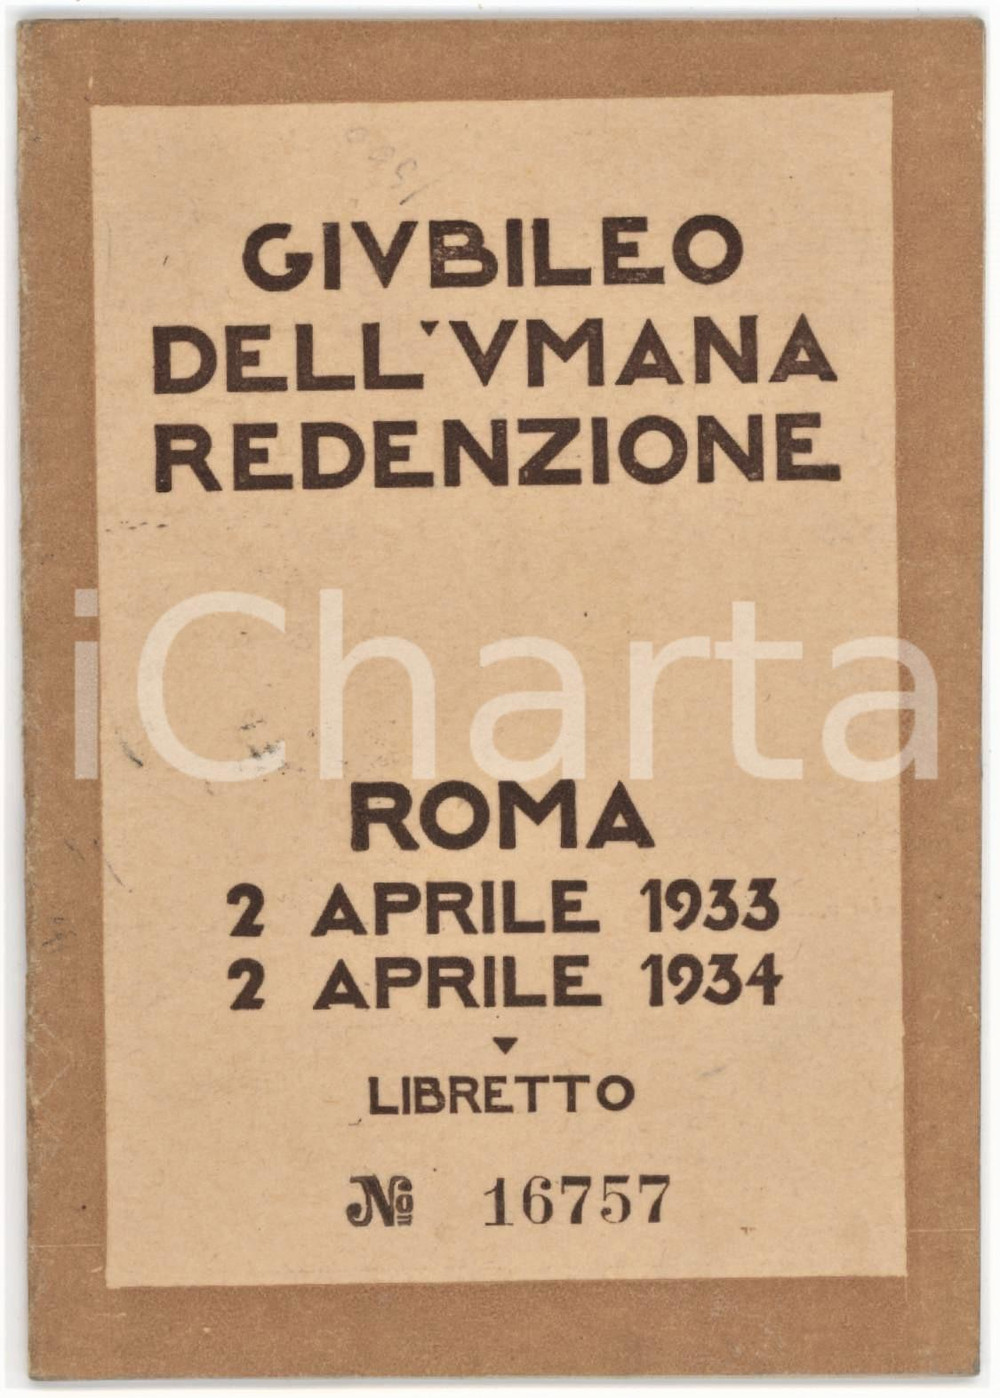 GIVBILEO
DELL'VMANA
REDENZIONE
iCharta
ROMA
2 APRILE 1933
2 APRILE 1934
LIBRETTO
Nº 16757